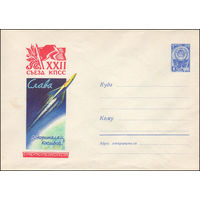 XXII
СЪЕЗД КПСС
Слава
покорителям
космоса!
Куда
Кому
Адрес отправителя